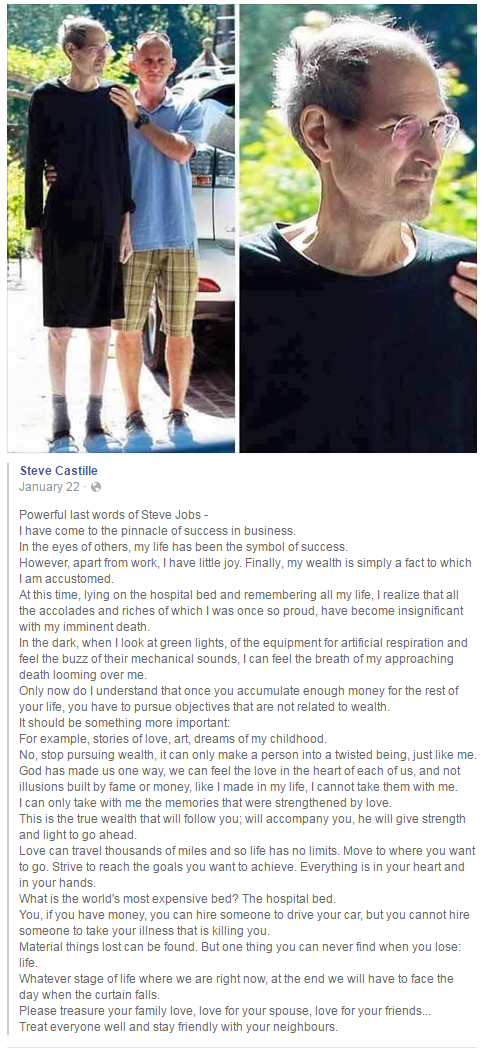 Steve Castille
January 22 ·
Powerful last words of Steve Jobs -
I have come to the pinnacle of success in business.
In the eyes of others, my life has been the symbol of success.
However, apart from work, I have little joy. Finally, my wealth is simply a fact to which
I am accustomed.
At this time, lying on the hospital bed and remembering all my life, I realize that all
the accolades and riches of which I was once so proud, have become insignificant
with my imminent death.
In the dark, when I look at green lights, of the equipment for artificial respiration and
feel the buzz of their mechanical sounds, I can feel the breath of my approaching
death looming over me.
Only now do I understand that once you accumulate enough money for the rest of
your life, you have to pursue objectives that are not related to wealth.
It should be something more important:
For example, stories of love, art, dreams of my childhood.
No, stop pursuing wealth, it can only make a person into a twisted being, just like me.
God has made us one way, we can feel the love in the heart of each of us, and not
illusions built by fame or money, like I made in my life, I cannot take them with me.
I can only take with me the memories that were strengthened by love.
This is the true wealth that will follow you; will accompany you, he will give strength
and light to go ahead.
Love can travel thousands of miles and so life has no limits. Move to where you want
to go. Strive to reach the goals you want to achieve. Everything is in your heart and
in your hands.
What is the world's most expensive bed? The hospital bed.
You, if you have money, you can hire someone to drive your car, but you cannot hire
someone to take your illness that is killing you.
Material things lost can be found. But one thing you can never find when you lose:
life.
Whatever stage of life where we are right now, at the end we will have to face the
day when the curtain falls.
Please treasure your family love, love for your spouse, love for your friends...
Treat everyone well and stay friendly with your neighbours.